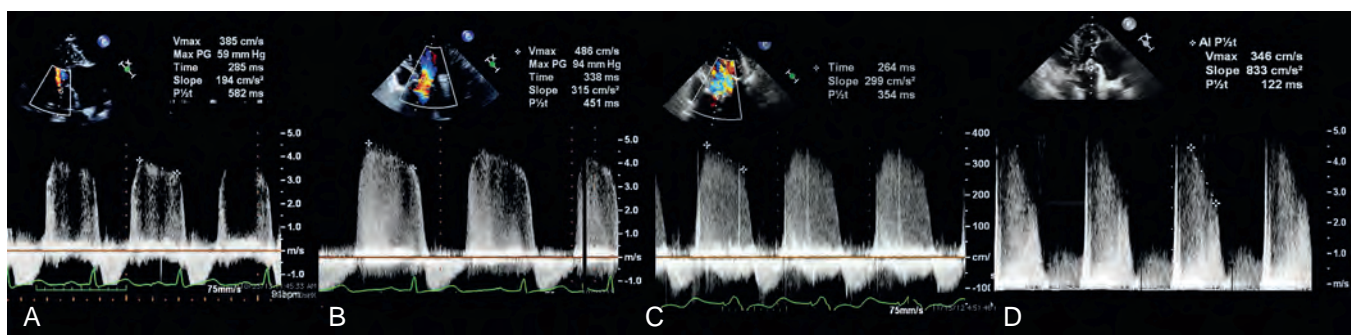 Vmax 385 cm/s
Max PG 59 mm Hg
Time 285 ms
Slope 194 cm/s²
P½t 582 ms
5.0
4.0
3.0
2.0
1.0
m/s
-1.0
75mm/s
A
Vmax 486 cm/s
Max PG 94 mm Hg
Time 338 ms
Slope 315 cm/s²
P½t 451 ms
5.0
4.0
3.0
2.0
1.0
m/s
-1.0
75mm/s
B
Time 264 ms
Slope 299 cm/s²
P½t 354 ms
400
300
200
100
cm/
-100
75mm/s
C
AI P½t
Vmax 346 cm/s
Slope 833 cm/s²
P½t 122 ms
5.0
4.0
3.0
2.0
1.0
m/s
D